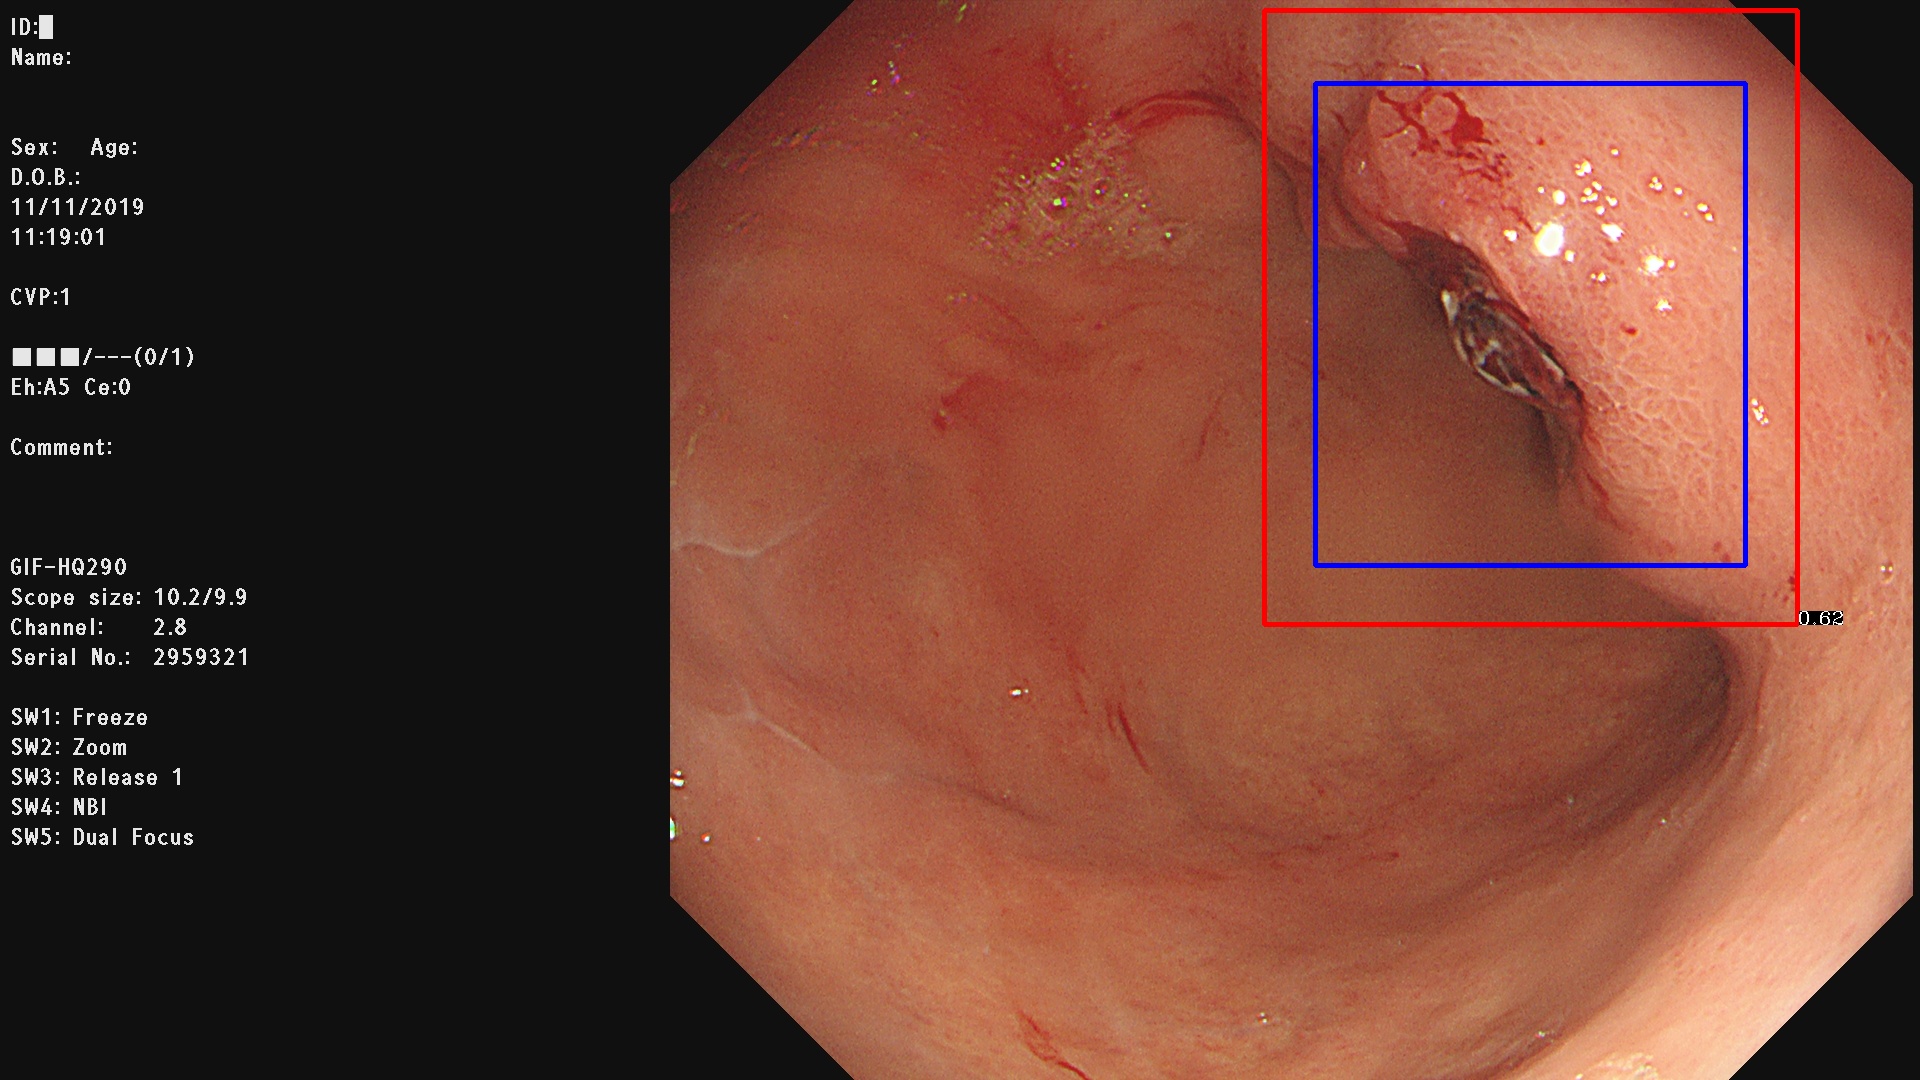 ID:
Name:
Sex: Age:
D.O.B.:
11/11/2019
11:19:01
CVP:1
■■■/---(0/1)
Eh:A5 Ce:0
Comment:
GIF-HQ290
Scope size: 10.2/9.9
Channel: 2.8
Serial No.: 2959321
SW1: Freeze
SW2: Zoom
SW3: Release 1
SW4: NBI
SW5: Dual Focus
0.62